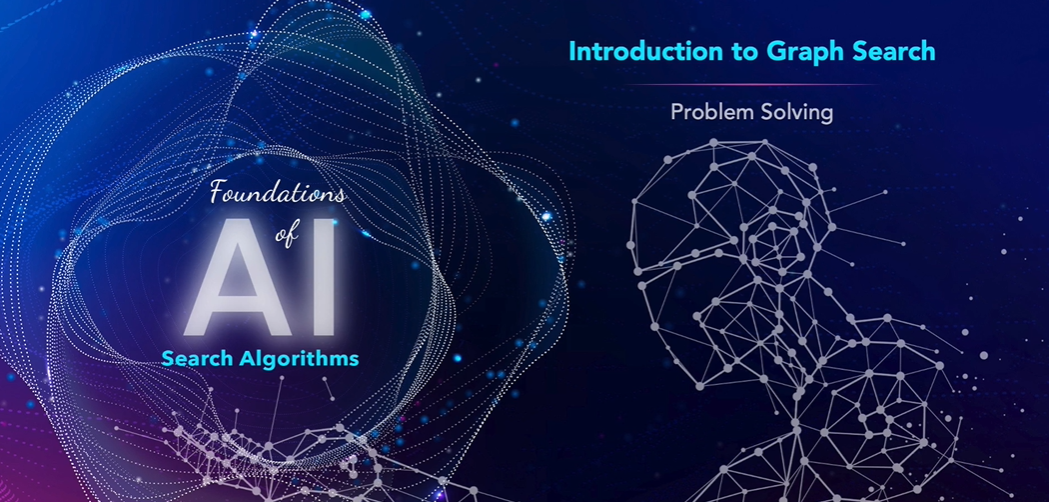 Foundations
of
AI
Search Algorithms
Introduction to Graph Search
Problem Solving